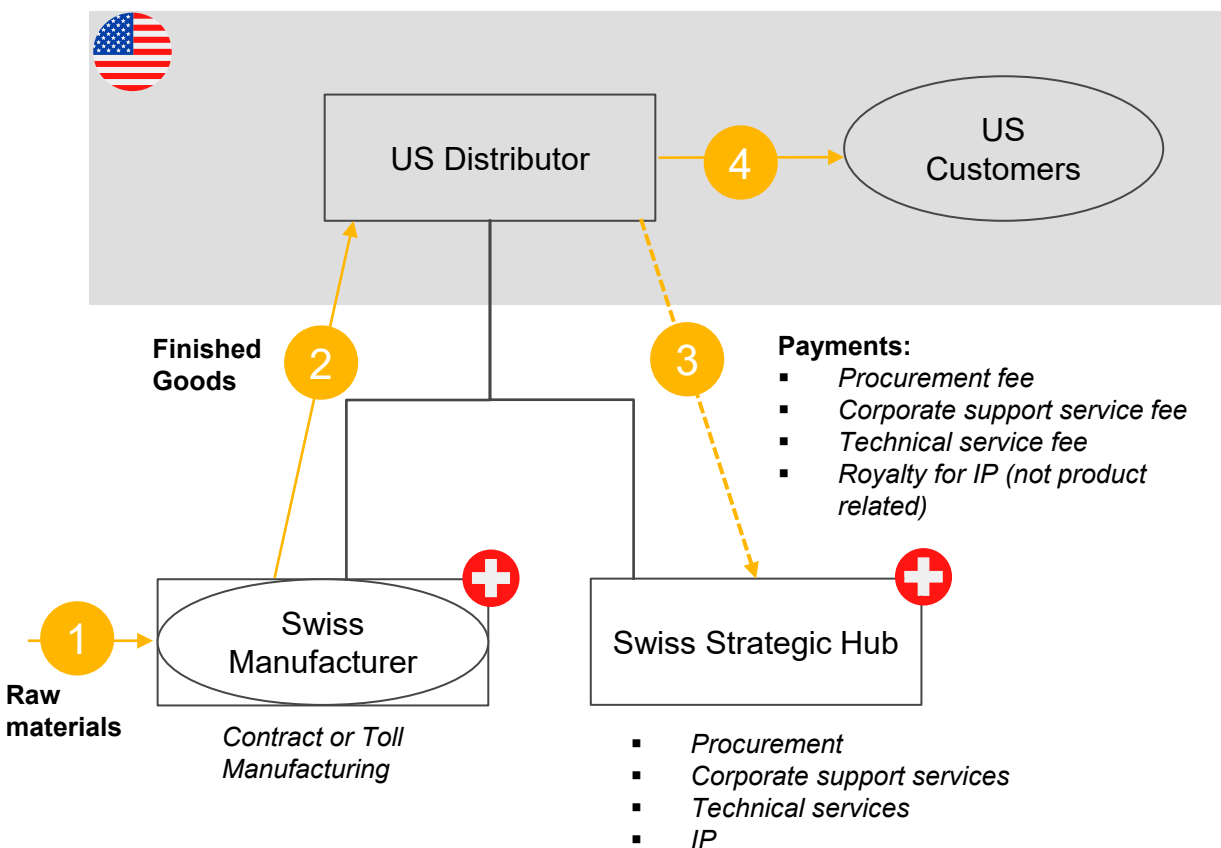 US Distributor
4
US
Customers
Finished
Goods
2
3
Payments:
▪ Procurement fee
▪ Corporate support service fee
▪ Technical service fee
▪ Royalty for IP (not product
related)
1
Raw
materials
Swiss
Manufacturer
Contract or Toll
Manufacturing
Swiss Strategic Hub
▪ Procurement
▪ Corporate support services
▪ Technical services
▪ IP